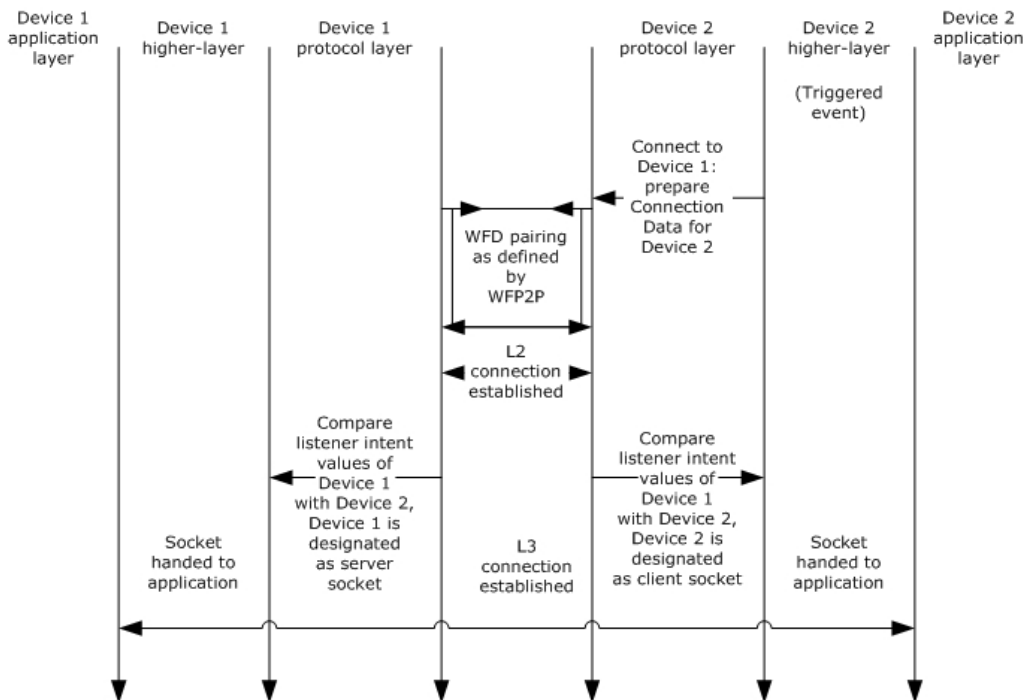 Device 1
application
layer
Device 1
higher-layer
Device 1
protocol layer
Device 2
protocol layer
Device 2
higher-layer
Device 2
application
layer
(Triggered
event)
Connect to
Device 1:
prepare
Connection
Data for
Device 2
WFD pairing
as defined
by
WFP2P
L2
connection
established
Compare
listener intent
values of
Device 1
with Device 2,
Device 1 is
designated
as server
socket
Compare
listener intent
values of
Device 1
with Device 2,
Device 2 is
designated
as client socket
Socket
handed to
application
L3
connection
established
Socket
handed to
application